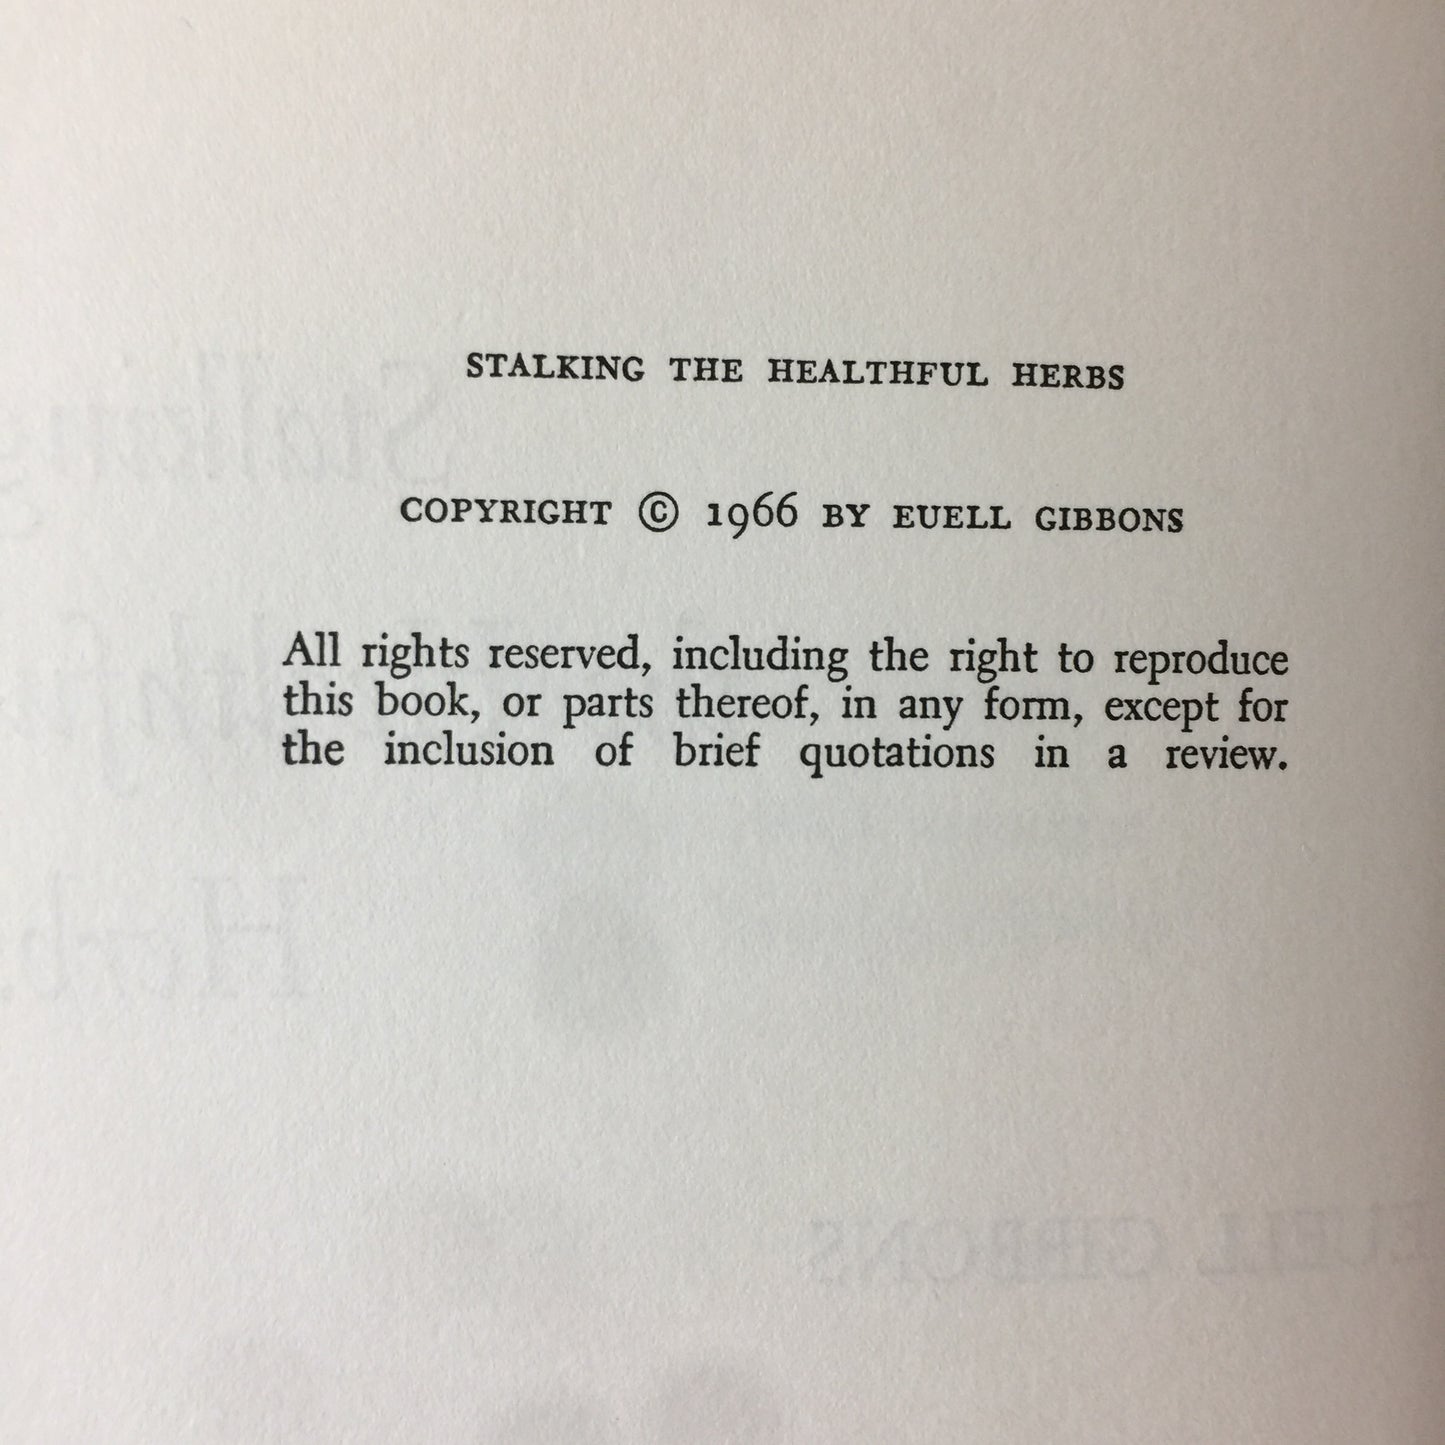 STALKING THE HEALTHFUL HERBS
COPYRIGHT © 1966 BY EUELL GIBBONS
All rights reserved, including the right to reproduce
this book, or parts thereof, in any form, except for
the inclusion of brief quotations in a review.